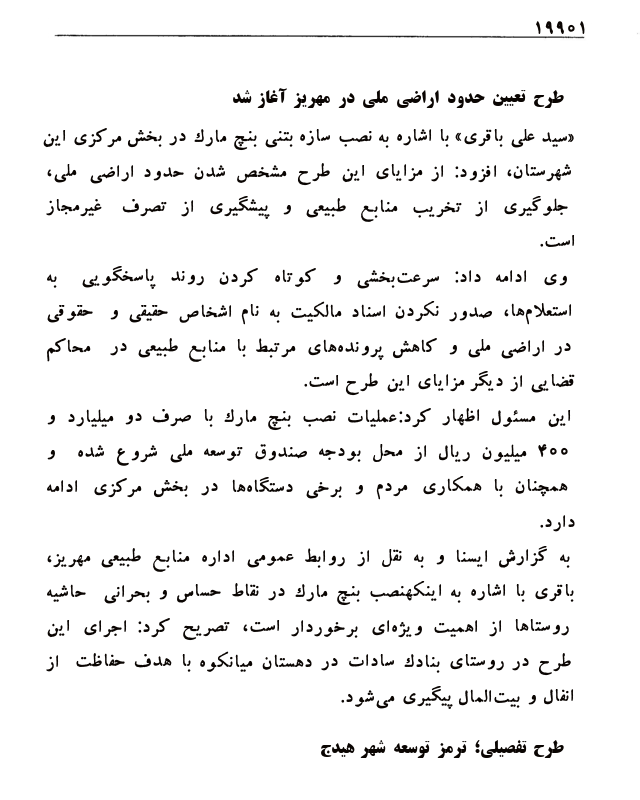 ۱۹۹۰۱
طرح تعیین حدود اراضی ملی در مهریز آغاز شد
«سید علی باقری» با اشاره به نصب سازه بتنی بنچ مارك در بخش مرکزی این
شهرستان، افزود: از مزایای این طرح مشخص شدن حدود اراضی ملی،
جلوگیری از تخریب منابع طبیعی و پیشگیری از تصرف غیرمجاز
است.
وی ادامه داد: سرعت‌بخشی و کوتاه کردن روند پاسخگویی به
استعلام‌ها، صدور نکردن اسناد مالکیت به نام اشخاص حقیقی و حقوقی
در اراضی ملی و کاهش پرونده‌های مرتبط با منابع طبیعی در محاکم
قضایی از دیگر مزایای این طرح است.
این مسئول اظهار کرد:عملیات نصب بنچ مارك با صرف دو میلیارد و
۴۰۰ میلیون ریال از محل بودجه صندوق توسعه ملی شروع شده و
همچنان با همکاری مردم و برخی دستگاه‌ها در بخش مرکزی ادامه
دارد.
به گزارش ایسنا و به نقل از روابط عمومی اداره منابع طبیعی مهریز،
باقری با اشاره به اینکهنصب بنچ مارك در نقاط حساس و بحرانی حاشیه
روستاها از اهمیت ویژه‌ای برخوردار است، تصریح کرد: اجرای این
طرح در روستای بنادك سادات در دهستان میانکوه با هدف حفاظت از
انفال و بیت‌المال پیگیری می‌شود.
طرح تفصیلی؛ ترمز توسعه شهر هیدج